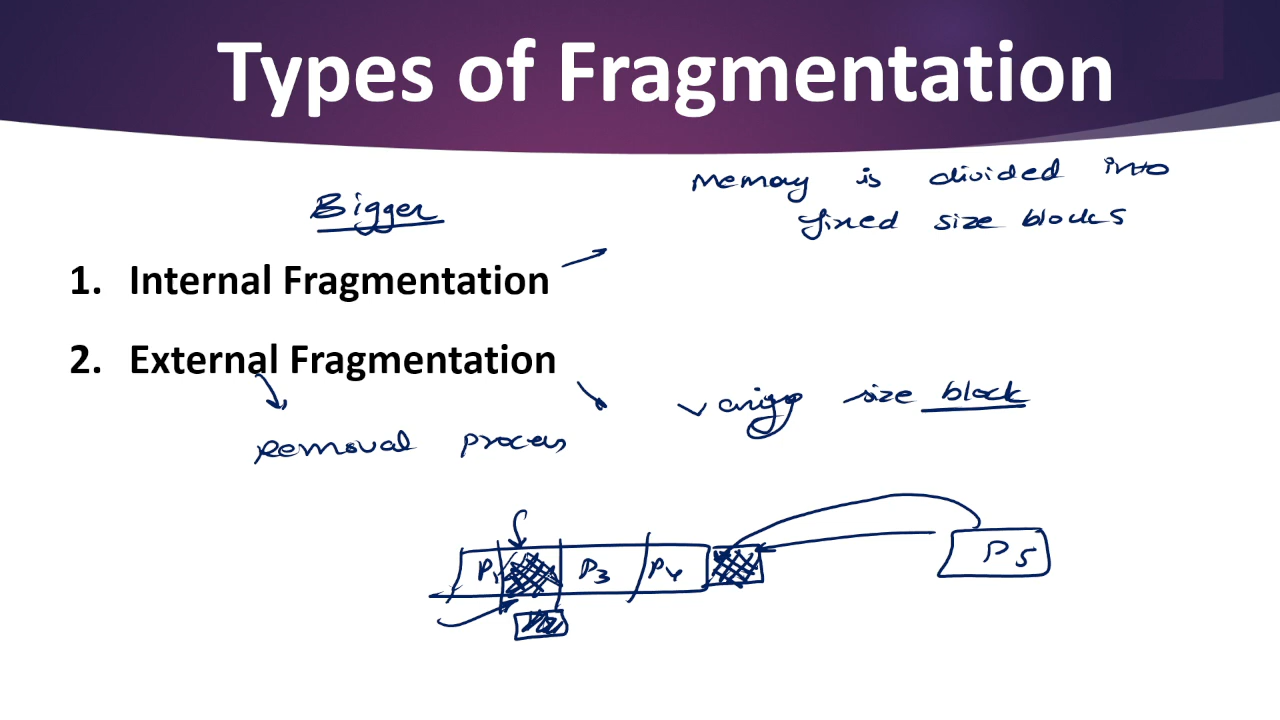 Types of Fragmentation
Memory is divided into
fixed size blocks
Bigger
1. Internal Fragmentation
2. External Fragmentation
size block
removal process
P1 P3 P4
P5